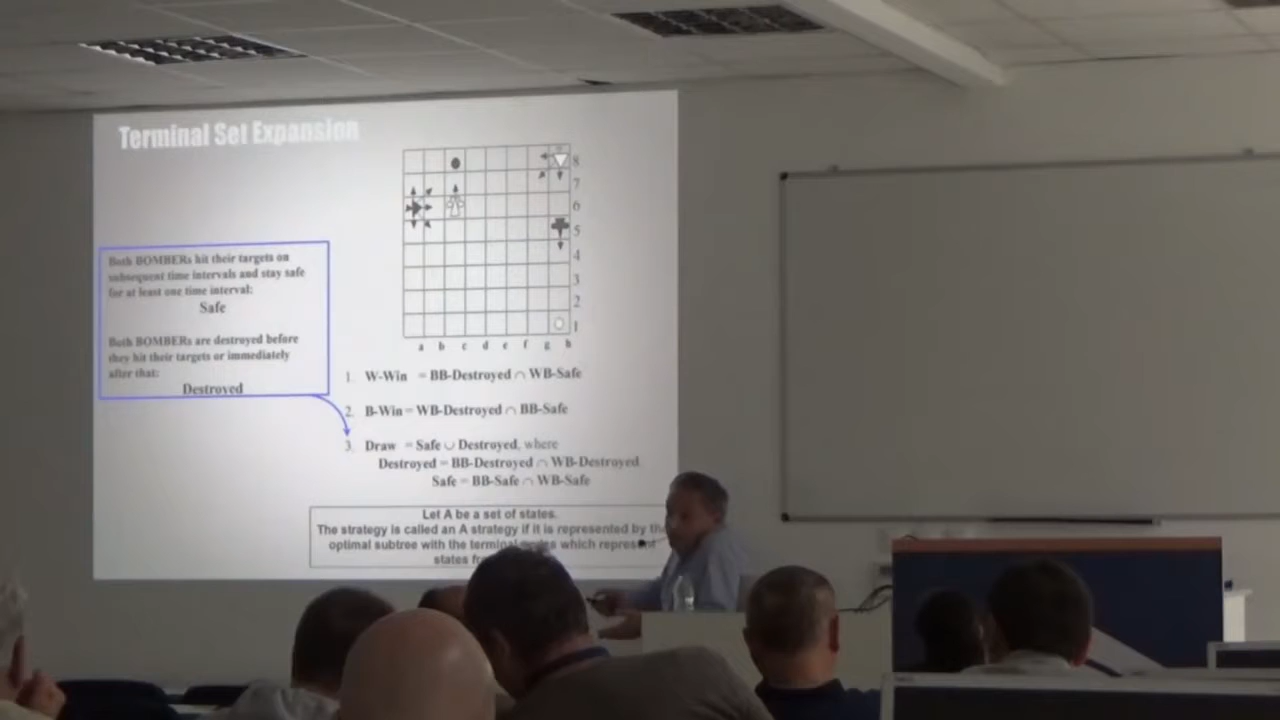 Terminal Set Expansion
8
7
6
5
4
3
2
1
a b c d e f g h
Both BOMBERs hit their targets on
subsequent time intervals and stay safe
for at least one time interval:
Safe
Both BOMBERs are destroyed before
they hit their targets or immediately
after that:
Destroyed
1. W-Win = BB-Destroyed ∩ WB-Safe
2. B-Win = WB-Destroyed ∩ BB-Safe
3. Draw = Safe ∪ Destroyed, where
Destroyed = BB-Destroyed ∩ WB-Destroyed
Safe = BB-Safe ∩ WB-Safe
Let A be a set of states.
The strategy is called an A strategy if it is represented by the
optimal subtree with the terminal nodes which represent
states